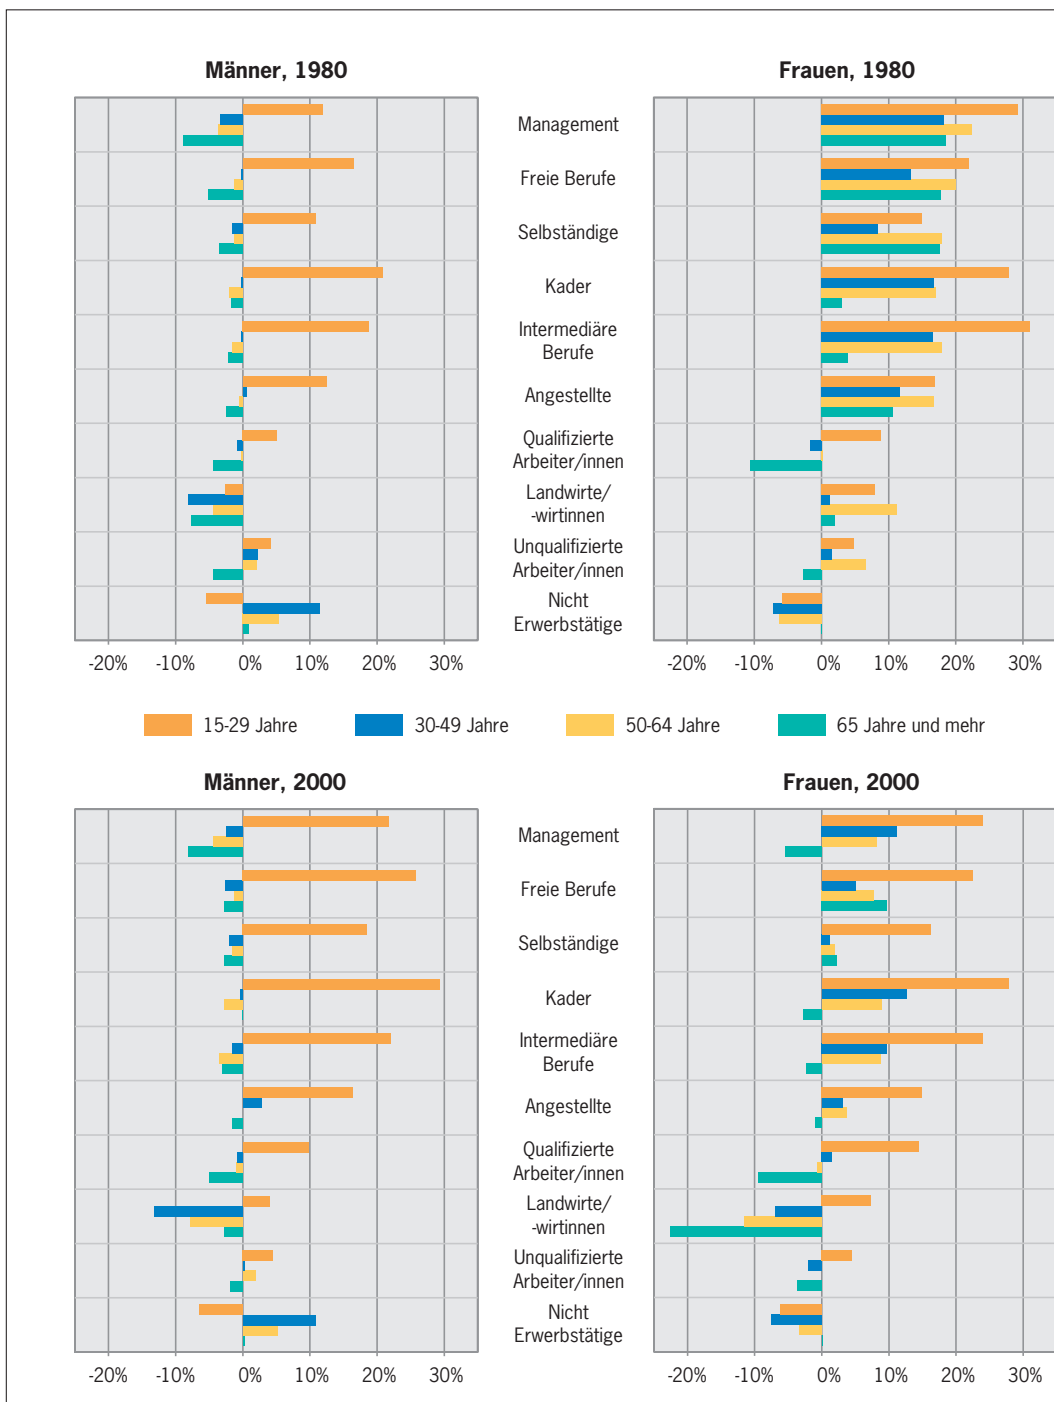 Männer, 1980
Frauen, 1980
Management
Freie Berufe
Selbständige
Kader
Intermediäre
Berufe
Angestellte
Qualifizierte
Arbeiter/innen
Landwirte/
-wirtinnen
Unqualifizierte
Arbeiter/innen
Nicht
Erwerbstätige
-20% -10% 0% 10% 20% 30%
-20% -10% 0% 10% 20% 30%
15-29 Jahre
30-49 Jahre
50-64 Jahre
65 Jahre und mehr
Männer, 2000
Frauen, 2000
Management
Freie Berufe
Selbständige
Kader
Intermediäre
Berufe
Angestellte
Qualifizierte
Arbeiter/innen
Landwirte/
-wirtinnen
Unqualifizierte
Arbeiter/innen
Nicht
Erwerbstätige
-20% -10% 0% 10% 20% 30%
-20% -10% 0% 10% 20% 30%